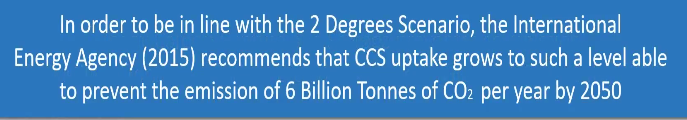 In order to be in line with the 2 Degrees Scenario, the International
Energy Agency (2015) recommends that CCS uptake grows to such a level able
to prevent the emission of 6 Billion Tonnes of CO₂ per year by 2050